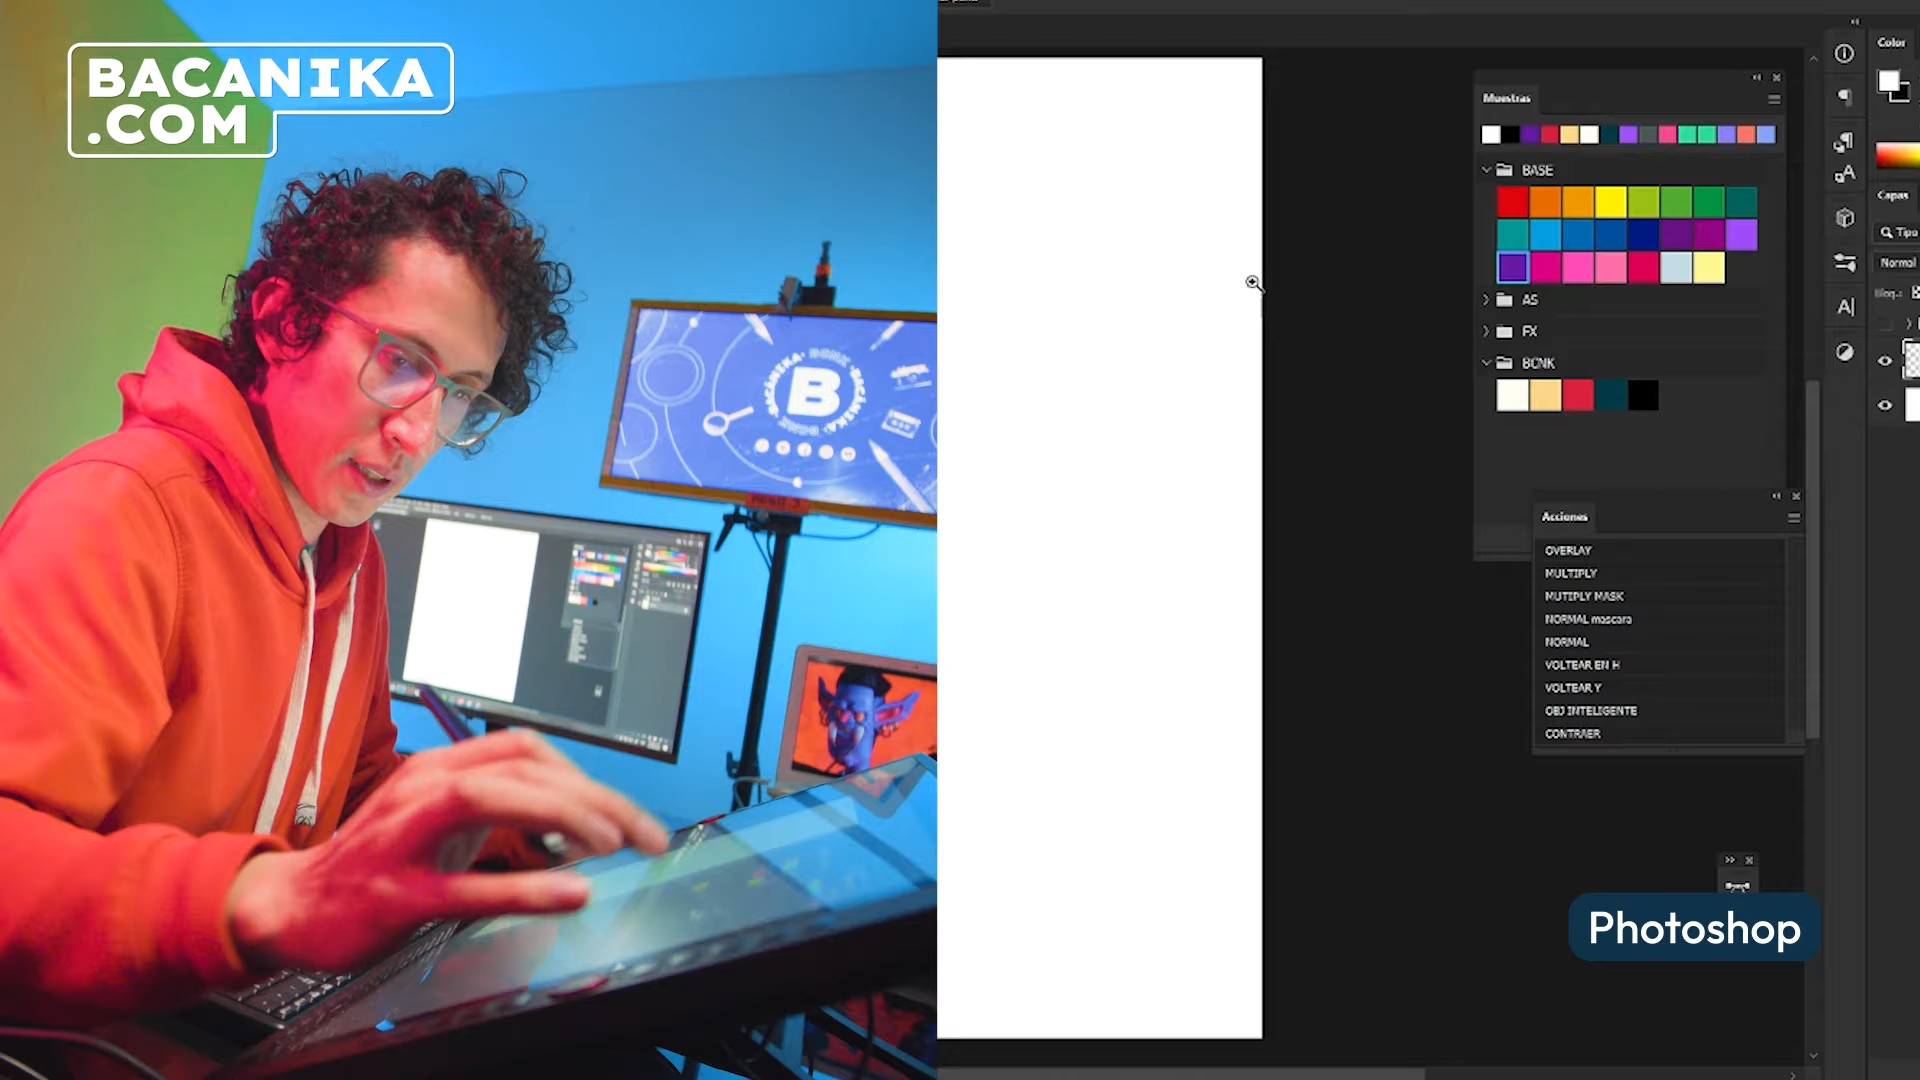 BACANIKA
.COM
B
Color
Muestras
BASE
Capas
Tipo
Normal
Bloq.:
AS
FX
BCNK
Acciones
OVERLAY
MULTIPLY
MUTIPLY MASK
NORMAL mascara
NORMAL
VOLTEAR EN H
VOLTEAR Y
OBJ INTELIGENTE
CONTRAER
Photoshop